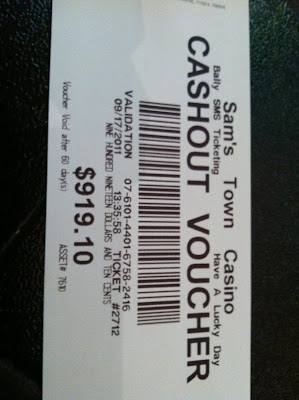 Sam's Town Casino
Bally SMS Ticketing Have A Lucky Day
CASHOUT VOUCHER
VALIDATION 07-6101-4401-6758-2416
09/17/2011 13:35:58 TICKET #2712
NINE HUNDRED NINETEEN DOLLARS AND TEN CENTS
$919.10
Voucher Void after 60 day(s) ASSET# 7610